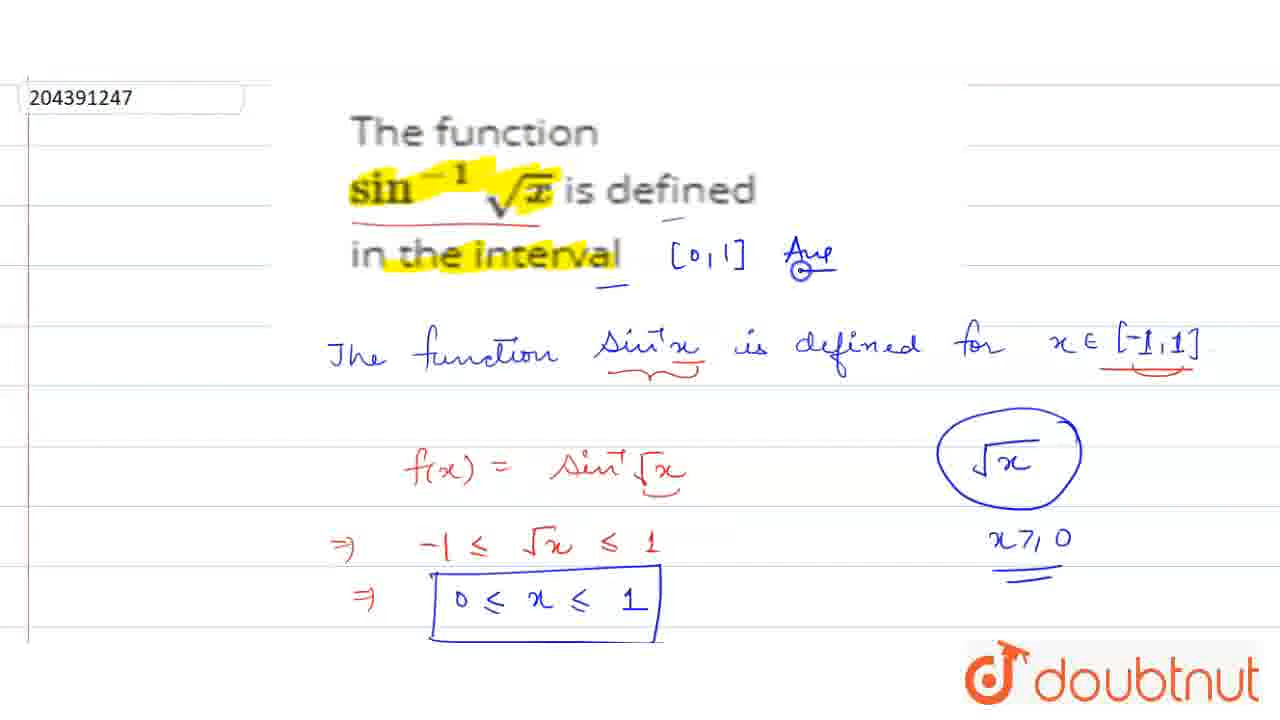 204391247
The function
sin⁻¹ √x is defined
in the interval [0,1] Ans
The function sin⁻¹x is defined for x ∈ [-1,1]
f(x) = sin⁻¹√x
√x
⇒ -1 ≤ √x ≤ 1
x ≥ 0
⇒ 0 ≤ x ≤ 1
doubtnut